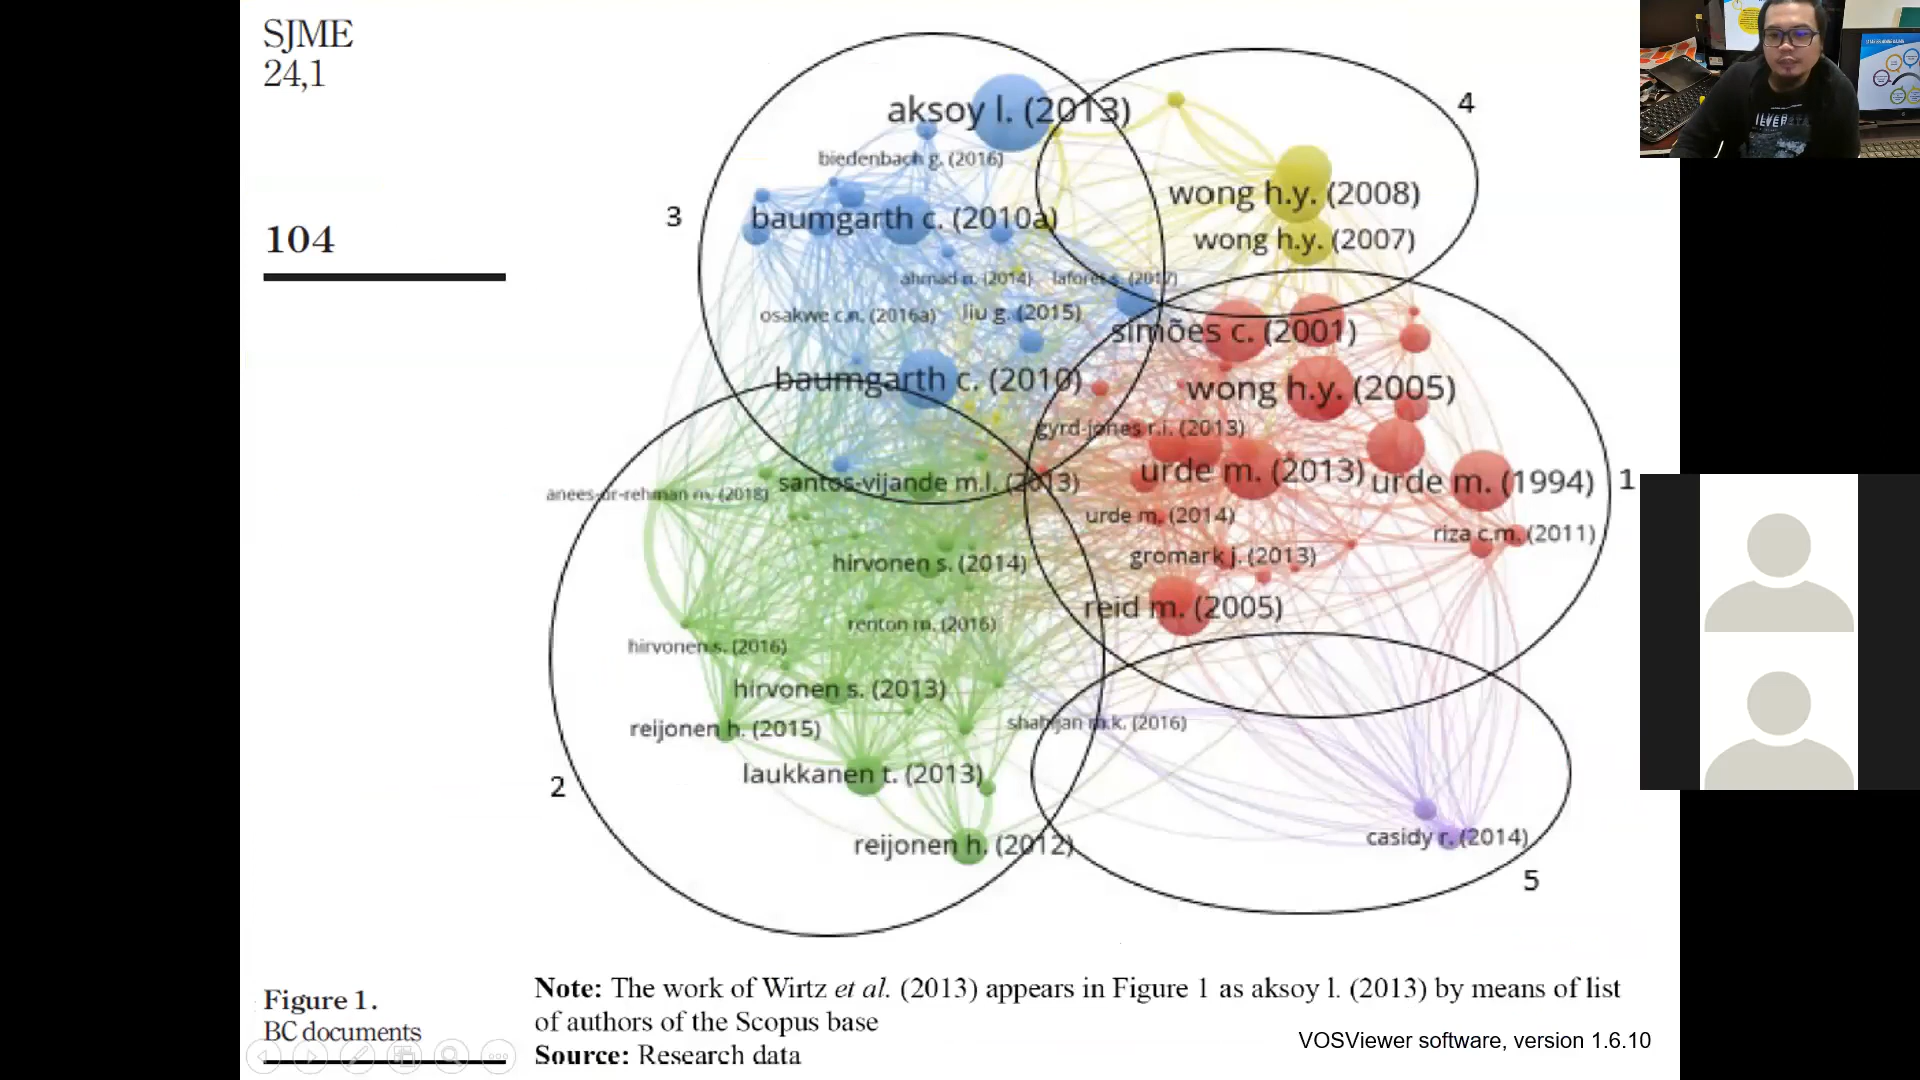 SJME
24,1
104
aksoy l. (2013)
biedenbach g. (2016)
4
wong h.y. (2008)
3
baumgarth c. (2010a)
wong h.y. (2007)
ahmad n. (2014)
laforet s. (2017)
osakwe c.n. (2016a)
liu g. (2015)
simões c. (2001)
baumgarth c. (2010)
wong h.y. (2005)
gyrd-jones r.i. (2013)
urde m. (2013)
urde m. (1994)
1
santos-vijande m.l. (2013)
anees-ur-rehman m. (2018)
urde m. (2014)
riza c.m. (2011)
gromark j. (2013)
hirvonen s. (2014)
reid m. (2005)
renton m. (2016)
hirvonen s. (2016)
hirvonen s. (2013)
reijonen h. (2015)
shahijan m.k. (2016)
laukkanen t. (2013)
2
reijonen h. (2012)
casidy r. (2014)
5
Figure 1.
BC documents
Note: The work of Wirtz et al. (2013) appears in Figure 1 as aksoy l. (2013) by means of list
of authors of the Scopus base
Source: Research data
VOSViewer software, version 1.6.10